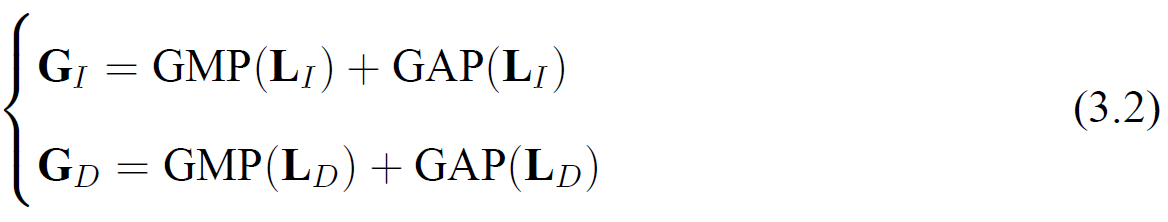 G_I = GMP(L_I) + GAP(L_I)
(3.2)
G_D = GMP(L_D) + GAP(L_D)